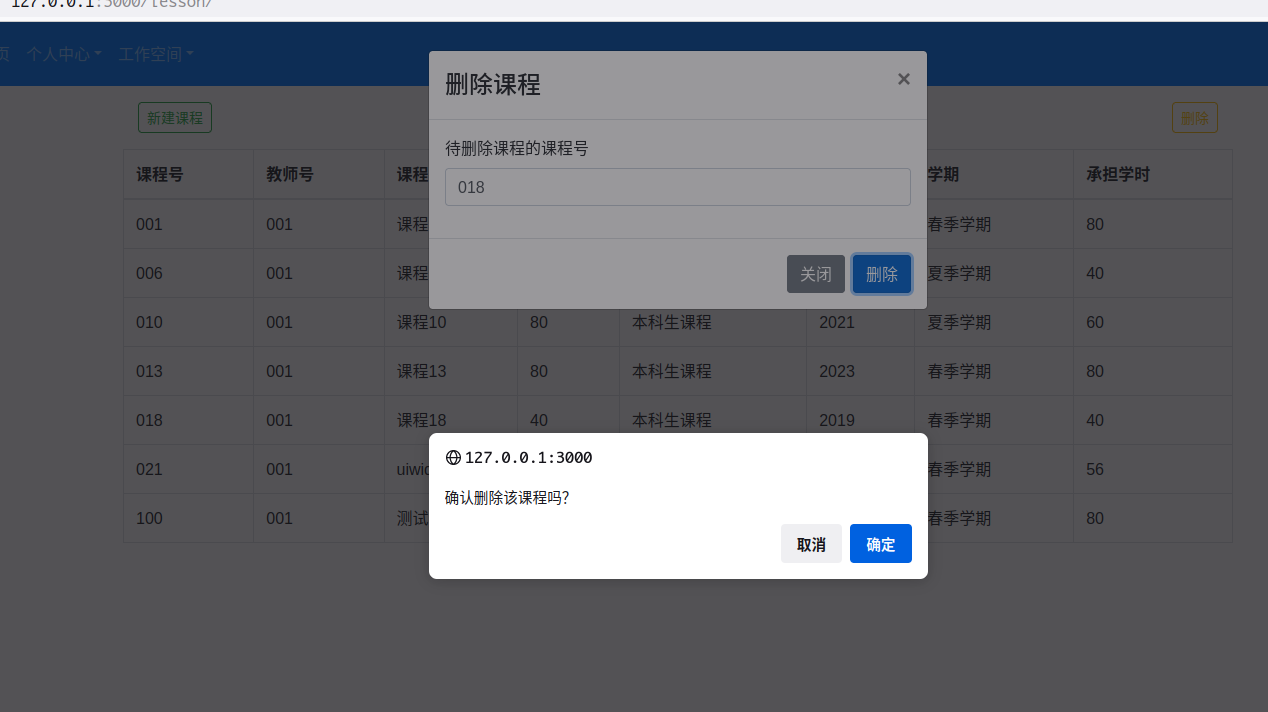 127.0.0.1:3000/lesson/
页 个人中心 工作空间
删除课程 ×
新建课程 删除
待删除课程的课程号
018
课程号 教师号 课程 学期 承担学时
001 001 课程 春季学期 80
006 001 课程 夏季学期 40
关闭 删除
010 001 课程10 80 本科生课程 2021 夏季学期 60
013 001 课程13 80 本科生课程 2023 春季学期 80
018 001 课程18 40 本科生课程 2019 春季学期 40
021 001 uiwic 春季学期 56
100 001 测试 春季学期 80
127.0.0.1:3000
确认删除该课程吗?
取消 确定